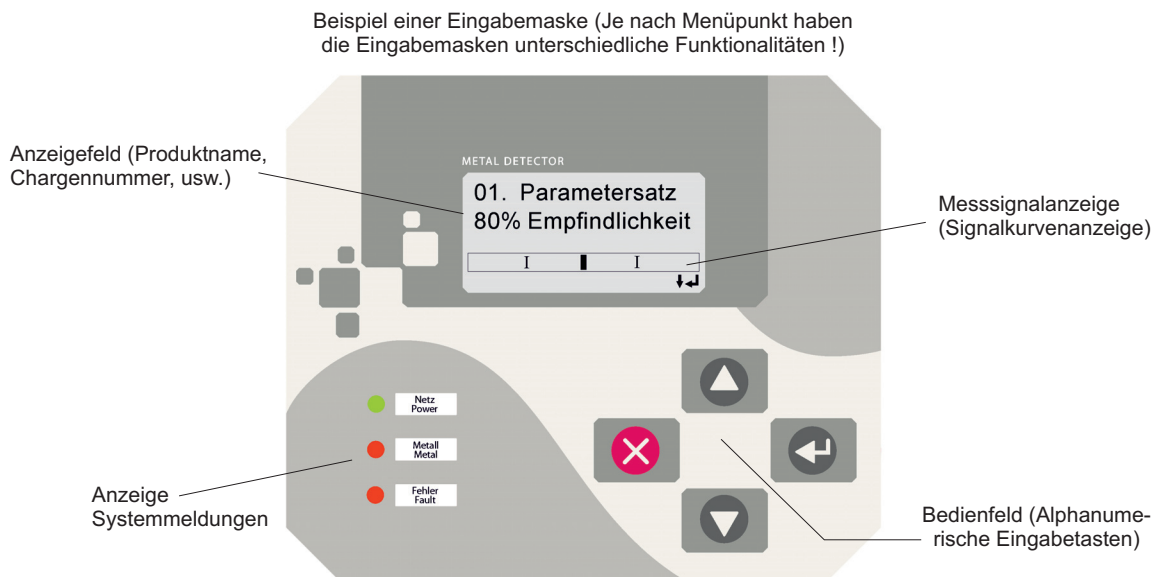 Beispiel einer Eingabemaske (Je nach Menüpunkt haben
die Eingabemasken unterschiedliche Funktionalitäten !)
Anzeigefeld (Produktname,
Chargennummer, usw.)
METAL DETECTOR
01. Parametersatz
80% Empfindlichkeit
I I
Messsignalanzeige
(Signalkurvenanzeige)
Netz
Power
Metall
Metal
Fehler
Fault
Anzeige
Systemmeldungen
Bedienfeld (Alphanume-
rische Eingabetasten)